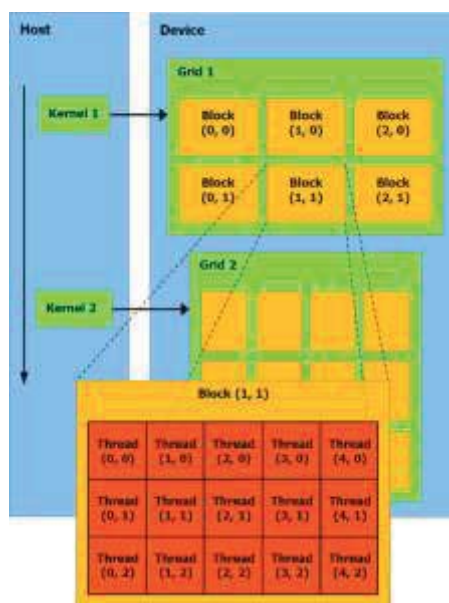 Host
Device
Grid 1
Kernel 1
Block Block Block
(0, 0) (1, 0) (2, 0)
Block Block Block
(0, 1) (1, 1) (2, 1)
Grid 2
Kernel 2
Block (1, 1)
Thread Thread Thread Thread Thread
(0, 0) (1, 0) (2, 0) (3, 0) (4, 0)
Thread Thread Thread Thread Thread
(0, 1) (1, 1) (2, 1) (3, 1) (4, 1)
Thread Thread Thread Thread Thread
(0, 2) (1, 2) (2, 2) (3, 2) (4, 2)